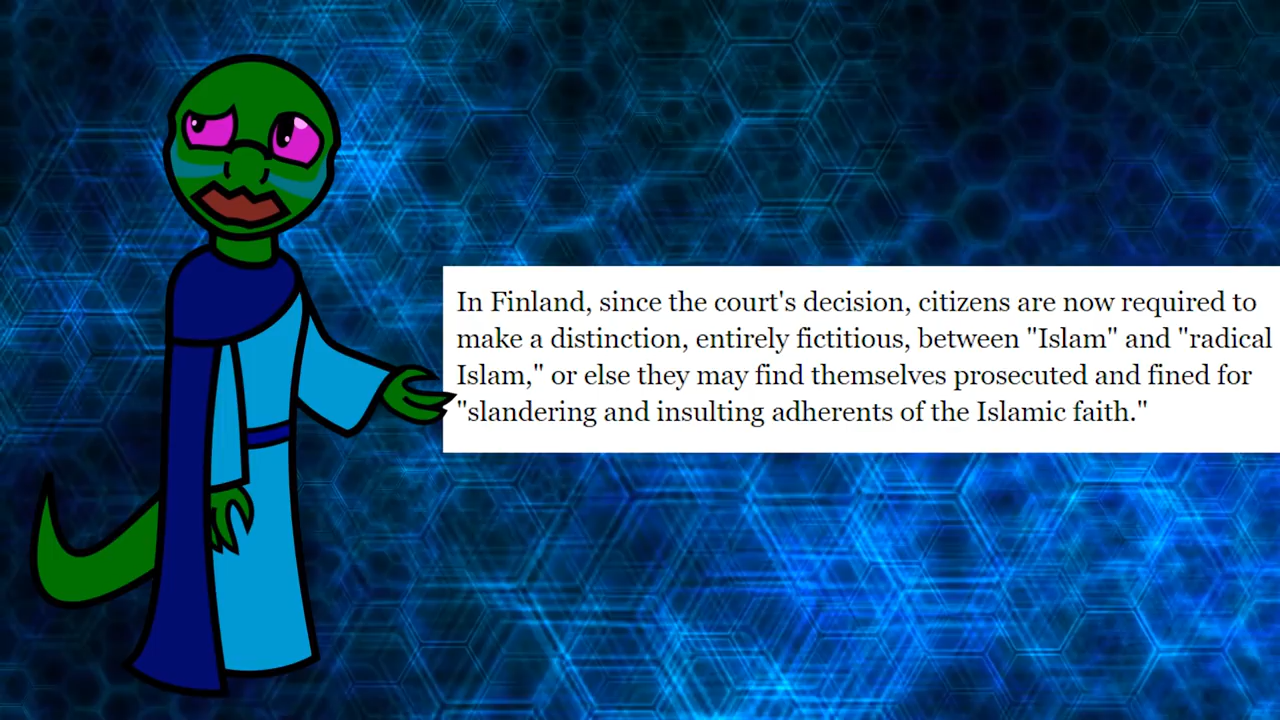 In Finland, since the court's decision, citizens are now required to
make a distinction, entirely fictitious, between "Islam" and "radical
Islam," or else they may find themselves prosecuted and fined for
"slandering and insulting adherents of the Islamic faith."